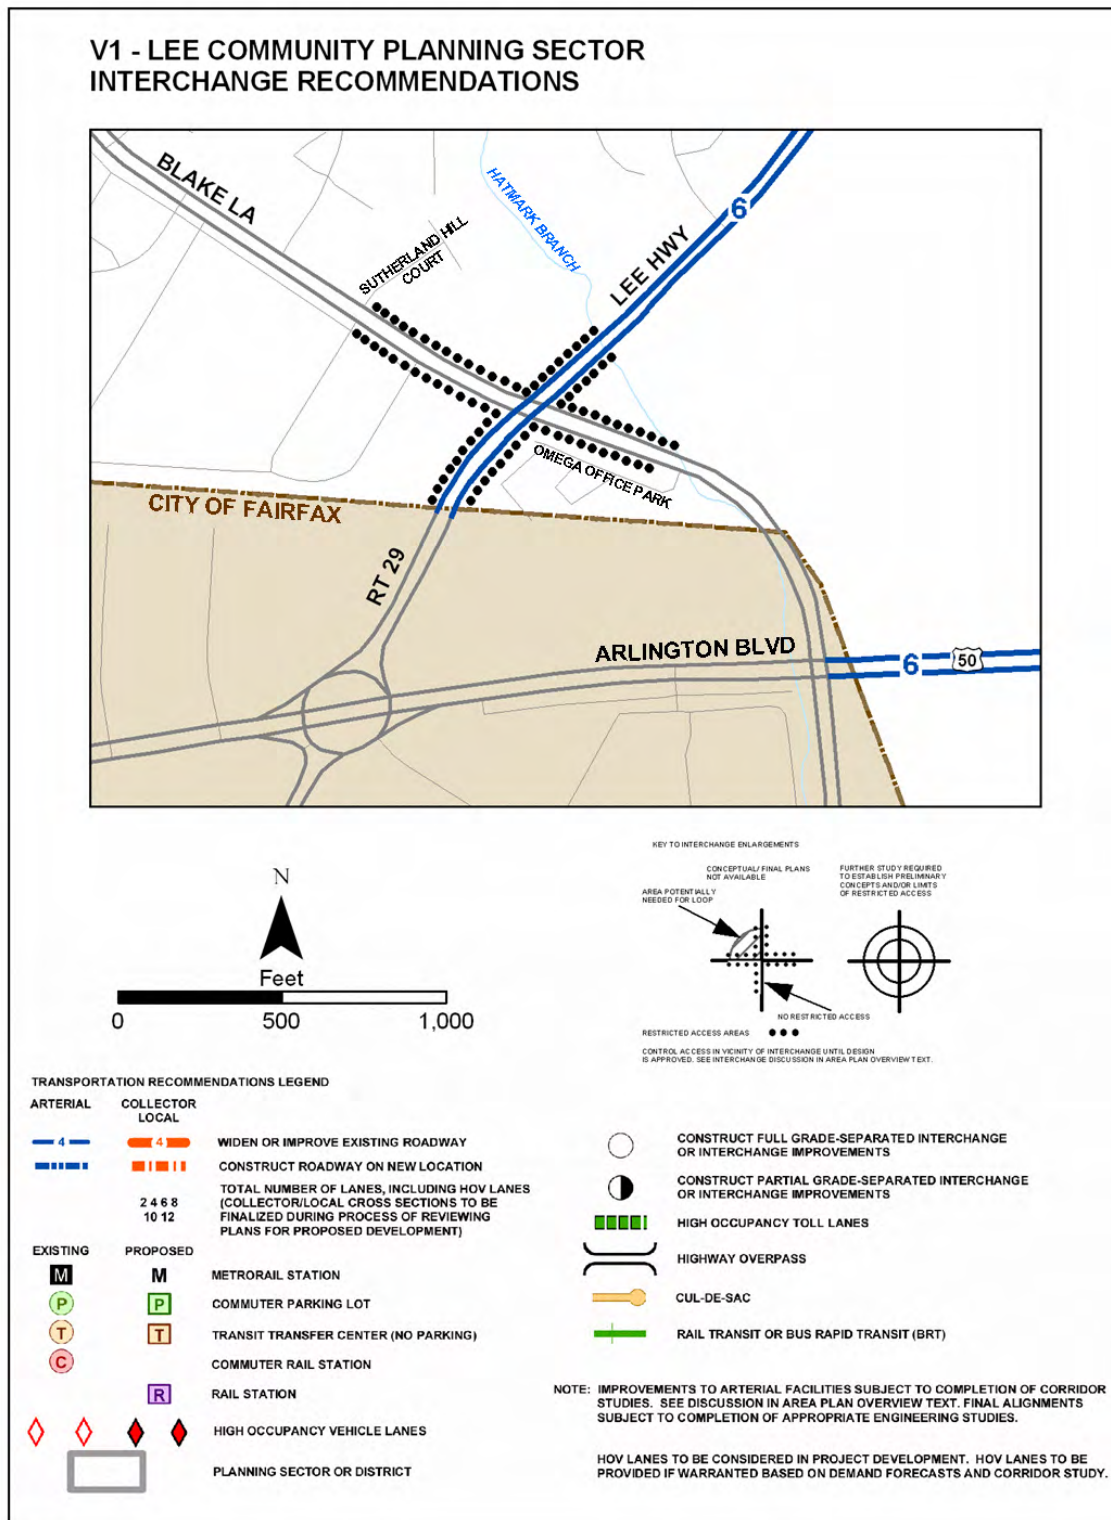 V1 - LEE COMMUNITY PLANNING SECTOR
INTERCHANGE RECOMMENDATIONS
BLAKE LA
SUTHERLAND HILL
COURT
HATMARK BRANCH
LEE HWY
6
OMEGA OFFICE PARK
CITY OF FAIRFAX
RT 29
ARLINGTON BLVD
6
50
N
Feet
0 500 1,000
KEY TO INTERCHANGE ENLARGEMENTS
CONCEPTUAL/ FINAL PLANS
NOT AVAILABLE
AREA POTENTIALLY
NEEDED FOR LOOP
FURTHER STUDY REQUIRED
TO ESTABLISH PRELIMINARY
CONCEPTS AND/OR LIMITS
OF RESTRICTED ACCESS
NO RESTRICTED ACCESS
RESTRICTED ACCESS AREAS
CONTROL ACCESS IN VICINITY OF INTERCHANGE UNTIL DESIGN
IS APPROVED. SEE INTERCHANGE DISCUSSION IN AREA PLAN OVERVIEW TEXT.
TRANSPORTATION RECOMMENDATIONS LEGEND
ARTERIAL COLLECTOR
LOCAL
4 4 WIDEN OR IMPROVE EXISTING ROADWAY
CONSTRUCT ROADWAY ON NEW LOCATION
2 4 6 8
10 12
TOTAL NUMBER OF LANES, INCLUDING HOV LANES
(COLLECTOR/LOCAL CROSS SECTIONS TO BE
FINALIZED DURING PROCESS OF REVIEWING
PLANS FOR PROPOSED DEVELOPMENT)
EXISTING PROPOSED
M M METRORAIL STATION
P P COMMUTER PARKING LOT
T T TRANSIT TRANSFER CENTER (NO PARKING)
C COMMUTER RAIL STATION
R RAIL STATION
HIGH OCCUPANCY VEHICLE LANES
PLANNING SECTOR OR DISTRICT
CONSTRUCT FULL GRADE-SEPARATED INTERCHANGE
OR INTERCHANGE IMPROVEMENTS
CONSTRUCT PARTIAL GRADE-SEPARATED INTERCHANGE
OR INTERCHANGE IMPROVEMENTS
HIGH OCCUPANCY TOLL LANES
HIGHWAY OVERPASS
CUL-DE-SAC
RAIL TRANSIT OR BUS RAPID TRANSIT (BRT)
NOTE: IMPROVEMENTS TO ARTERIAL FACILITIES SUBJECT TO COMPLETION OF CORRIDOR
STUDIES. SEE DISCUSSION IN AREA PLAN OVERVIEW TEXT. FINAL ALIGNMENTS
SUBJECT TO COMPLETION OF APPROPRIATE ENGINEERING STUDIES.
HOV LANES TO BE CONSIDERED IN PROJECT DEVELOPMENT. HOV LANES TO BE
PROVIDED IF WARRANTED BASED ON DEMAND FORECASTS AND CORRIDOR STUDY.